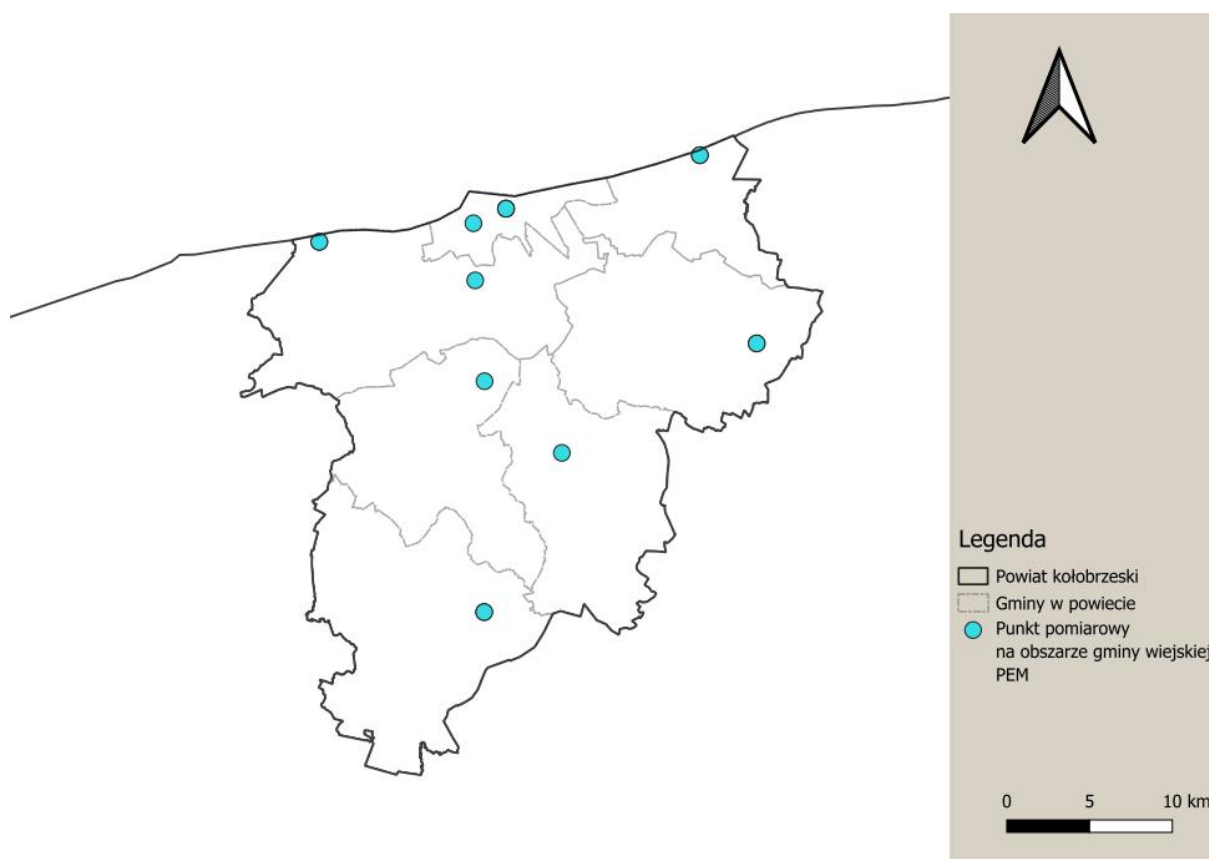 Legenda
Powiat kołobrzeski
Gminy w powiecie
Punkt pomiarowy
na obszarze gminy wiejskiej
PEM
0 5 10 km